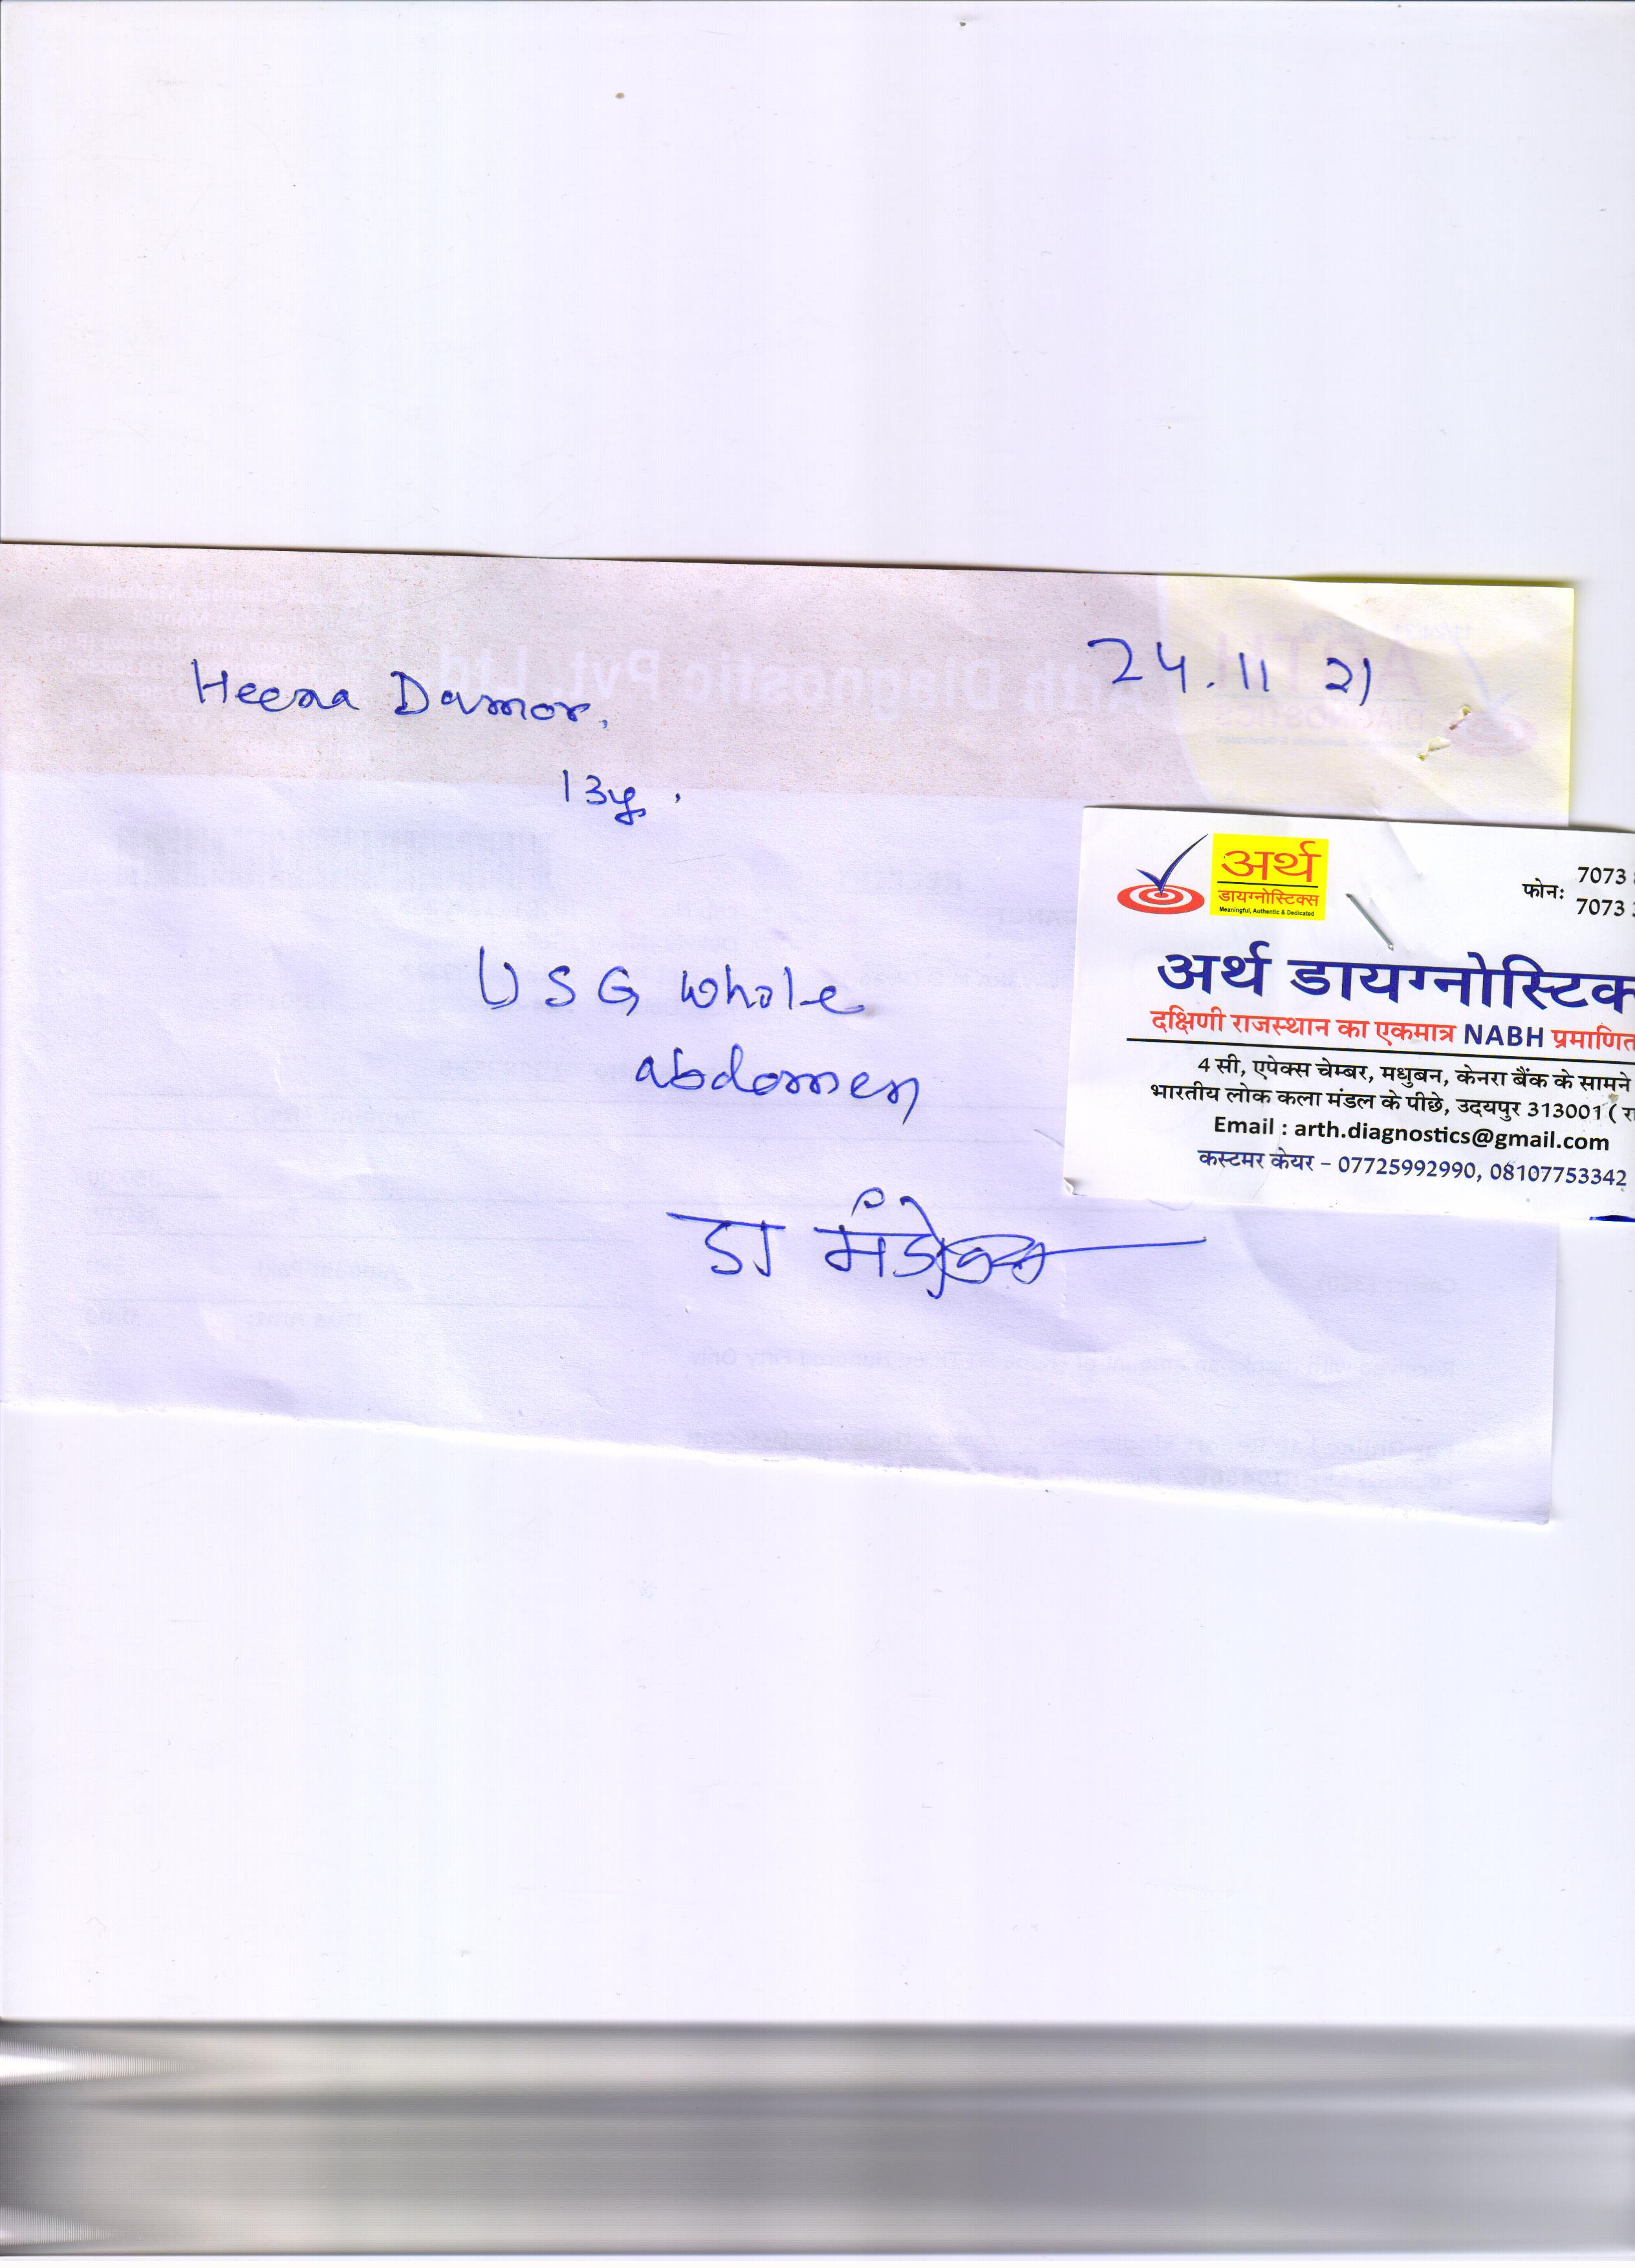 24.11 21
Heena Damor.
13y.
USG Whole
abdomen
डा
अर्थ
डायग्नोस्टिक्स
Meaningful, Authentic & Dedicated
फोनः 7073
7073
अर्थ डायग्नोस्टिक
दक्षिणी राजस्थान का एकमात्र NABH प्रमाणित
4 सी, एपेक्स चेम्बर, मधुबन, केनरा बैंक के सामने
भारतीय लोक कला मंडल के पीछे, उदयपुर 313001 ( रा
Email : arth.diagnostics@gmail.com
कस्टमर केयर – 07725992990, 08107753342